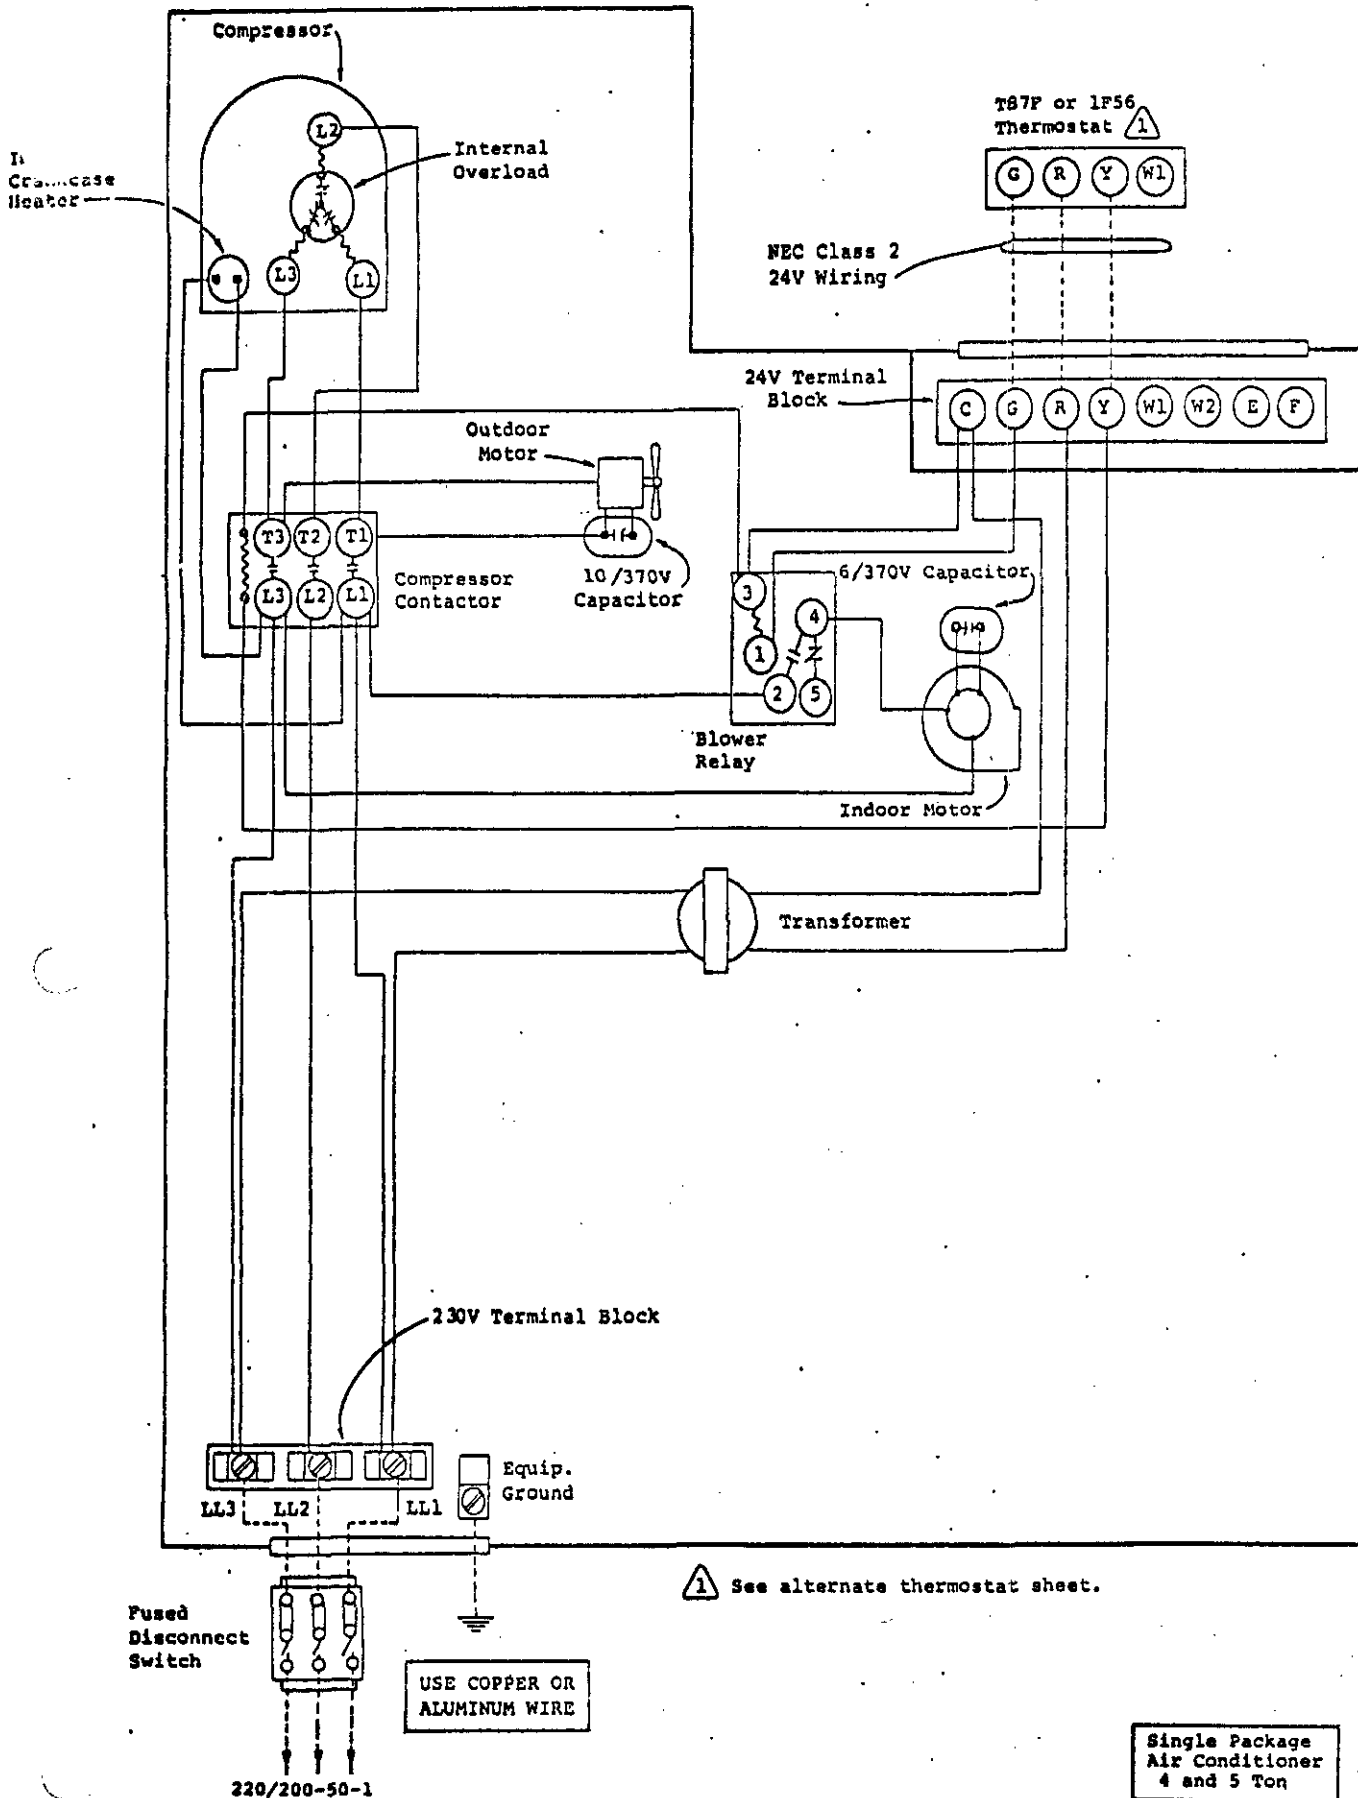 Compressor
L2
Internal
Overload
Heater
L3
L1
T87F or 1F56
Thermostat 1
G R Y W1
NEC Class 2
24V Wiring
24V Terminal
Block
C G R Y W1 W2 E F
Outdoor
Motor
T3 T2 T1
L3 L2 L1
Compressor
Contactor
10/370V
Capacitor
6/370V Capacitor
3
4
1
2
5
Blower
Relay
Indoor Motor
Transformer
230V Terminal Block
LL3 LL2 LL1
Equip.
Ground
1 See alternate thermostat sheet.
Fused
Disconnect
Switch
USE COPPER OR
ALUMINUM WIRE
220/200-50-1
Single Package
Air Conditioner
4 and 5 Ton